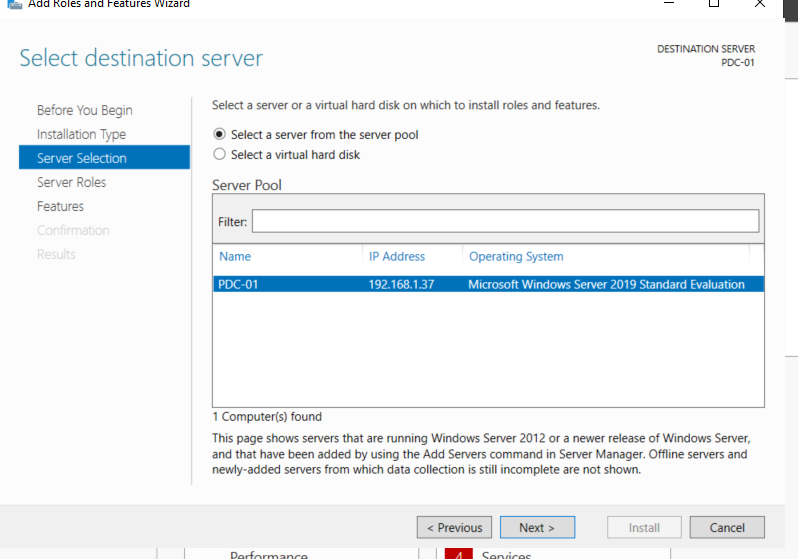 Add Roles and Features Wizard
Select destination server
DESTINATION SERVER
PDC-01
Before You Begin
Installation Type
Server Selection
Server Roles
Features
Confirmation
Results
Select a server or a virtual hard disk on which to install roles and features.
Select a server from the server pool
Select a virtual hard disk
Server Pool
Filter:
Name IP Address Operating System
PDC-01 192.168.1.37 Microsoft Windows Server 2019 Standard Evaluation
1 Computer(s) found
This page shows servers that are running Windows Server 2012 or a newer release of Windows Server,
and that have been added by using the Add Servers command in Server Manager. Offline servers and
newly-added servers from which data collection is still incomplete are not shown.
< Previous Next > Install Cancel
Performance 4 Services